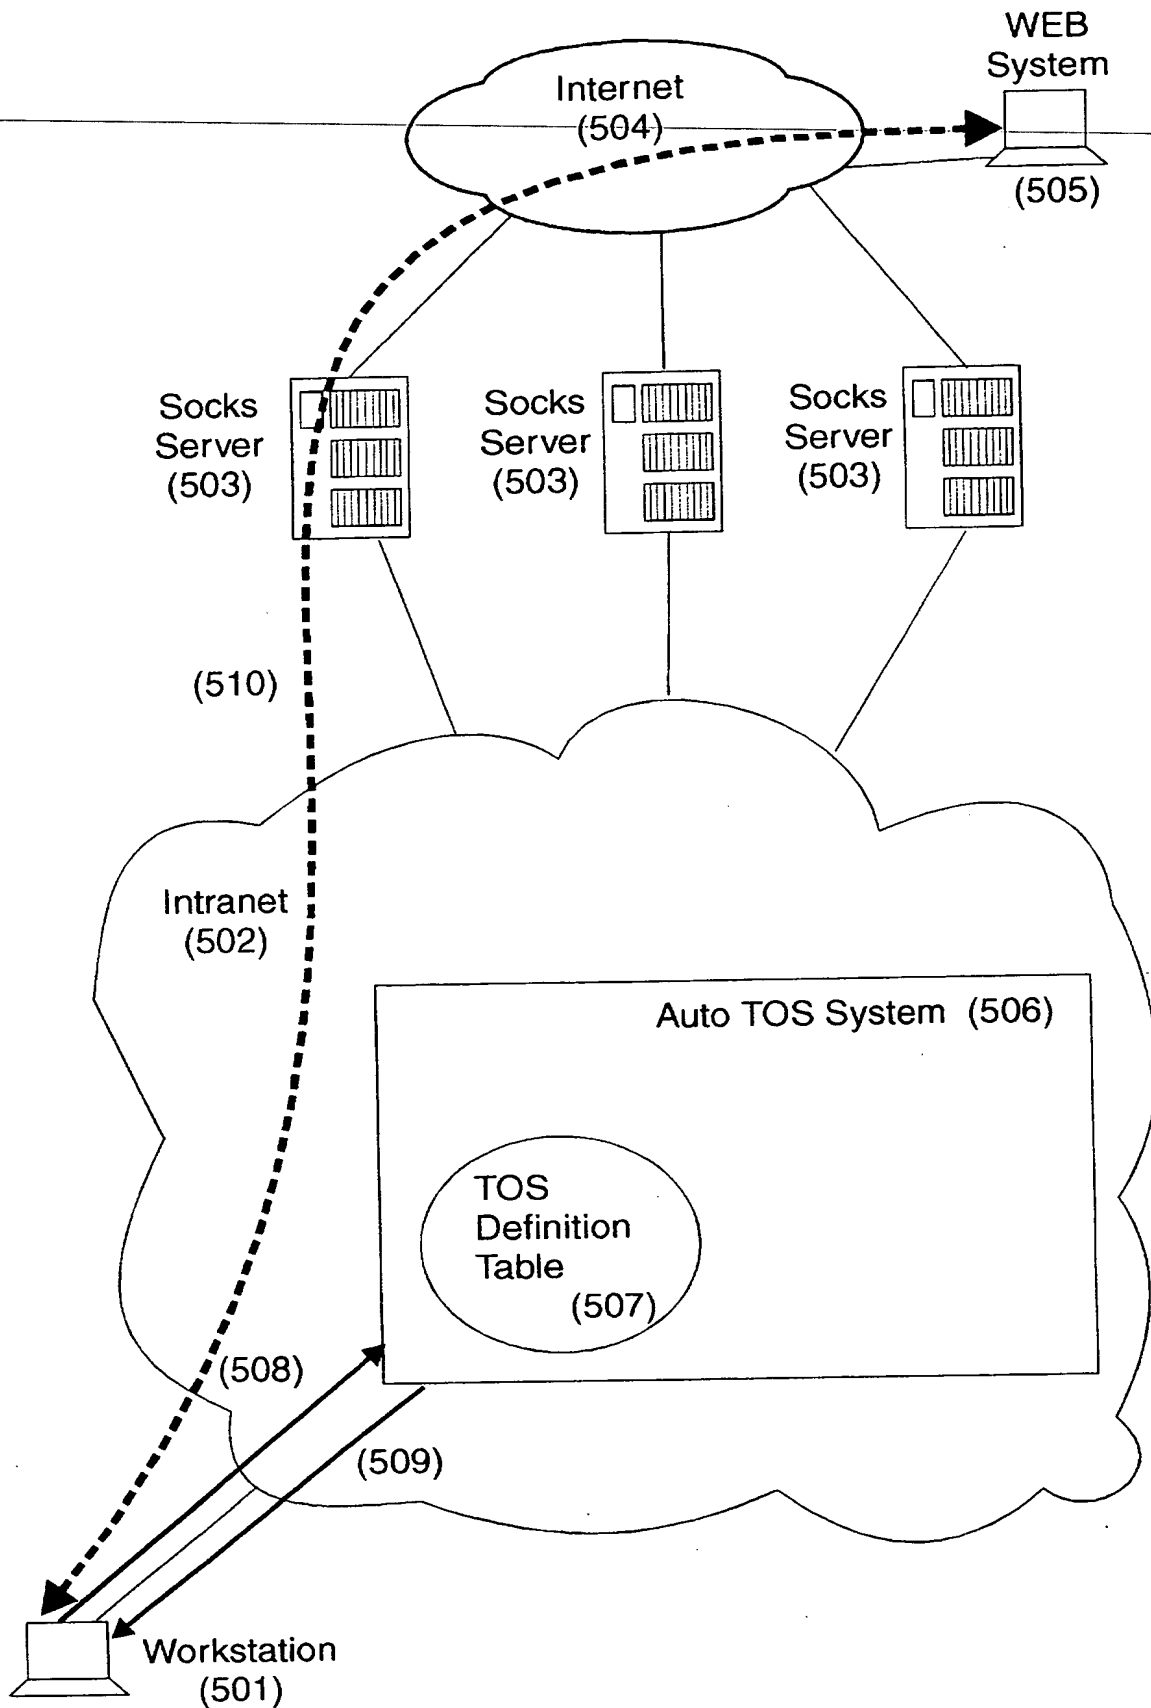 WEB
System
(505)
Internet
(504)
Socks
Server
(503)
Socks
Server
(503)
Socks
Server
(503)
(510)
Intranet
(502)
Auto TOS System (506)
TOS
Definition
Table
(507)
(508)
(509)
Workstation
(501)